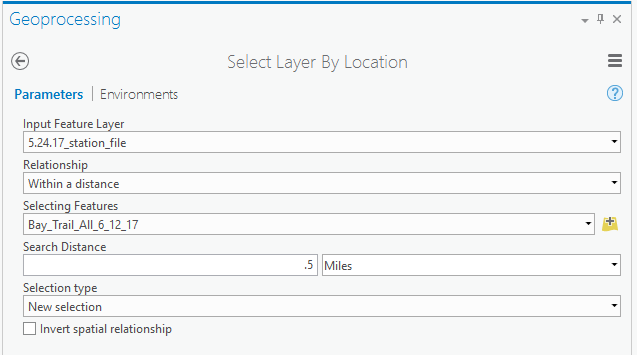 Geoprocessing
Select Layer By Location
Parameters | Environments
Input Feature Layer
5.24.17_station_file
Relationship
Within a distance
Selecting Features
Bay_Trail_All_6_12_17
Search Distance
.5 Miles
Selection type
New selection
Invert spatial relationship